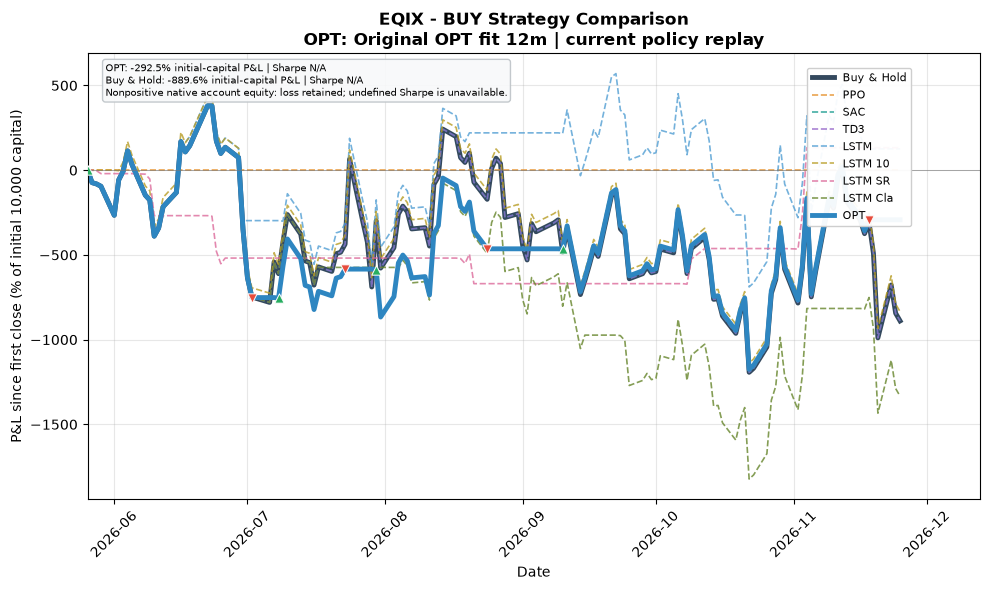 EQIX - BUY Strategy Comparison
OPT: Original OPT fit 12m | current policy replay
OPT: -292.5% initial-capital P&L | Sharpe N/A
Buy & Hold: -889.6% initial-capital P&L | Sharpe N/A
Nonpositive native account equity: loss retained; undefined Sharpe is unavailable.
Buy & Hold
PPO
SAC
TD3
LSTM
LSTM 10
LSTM SR
LSTM Cla
OPT
P&L since first close (% of initial 10,000 capital)
500
0
−500
−1000
−1500
2026-06
2026-07
2026-08
2026-09
2026-10
2026-11
2026-12
Date